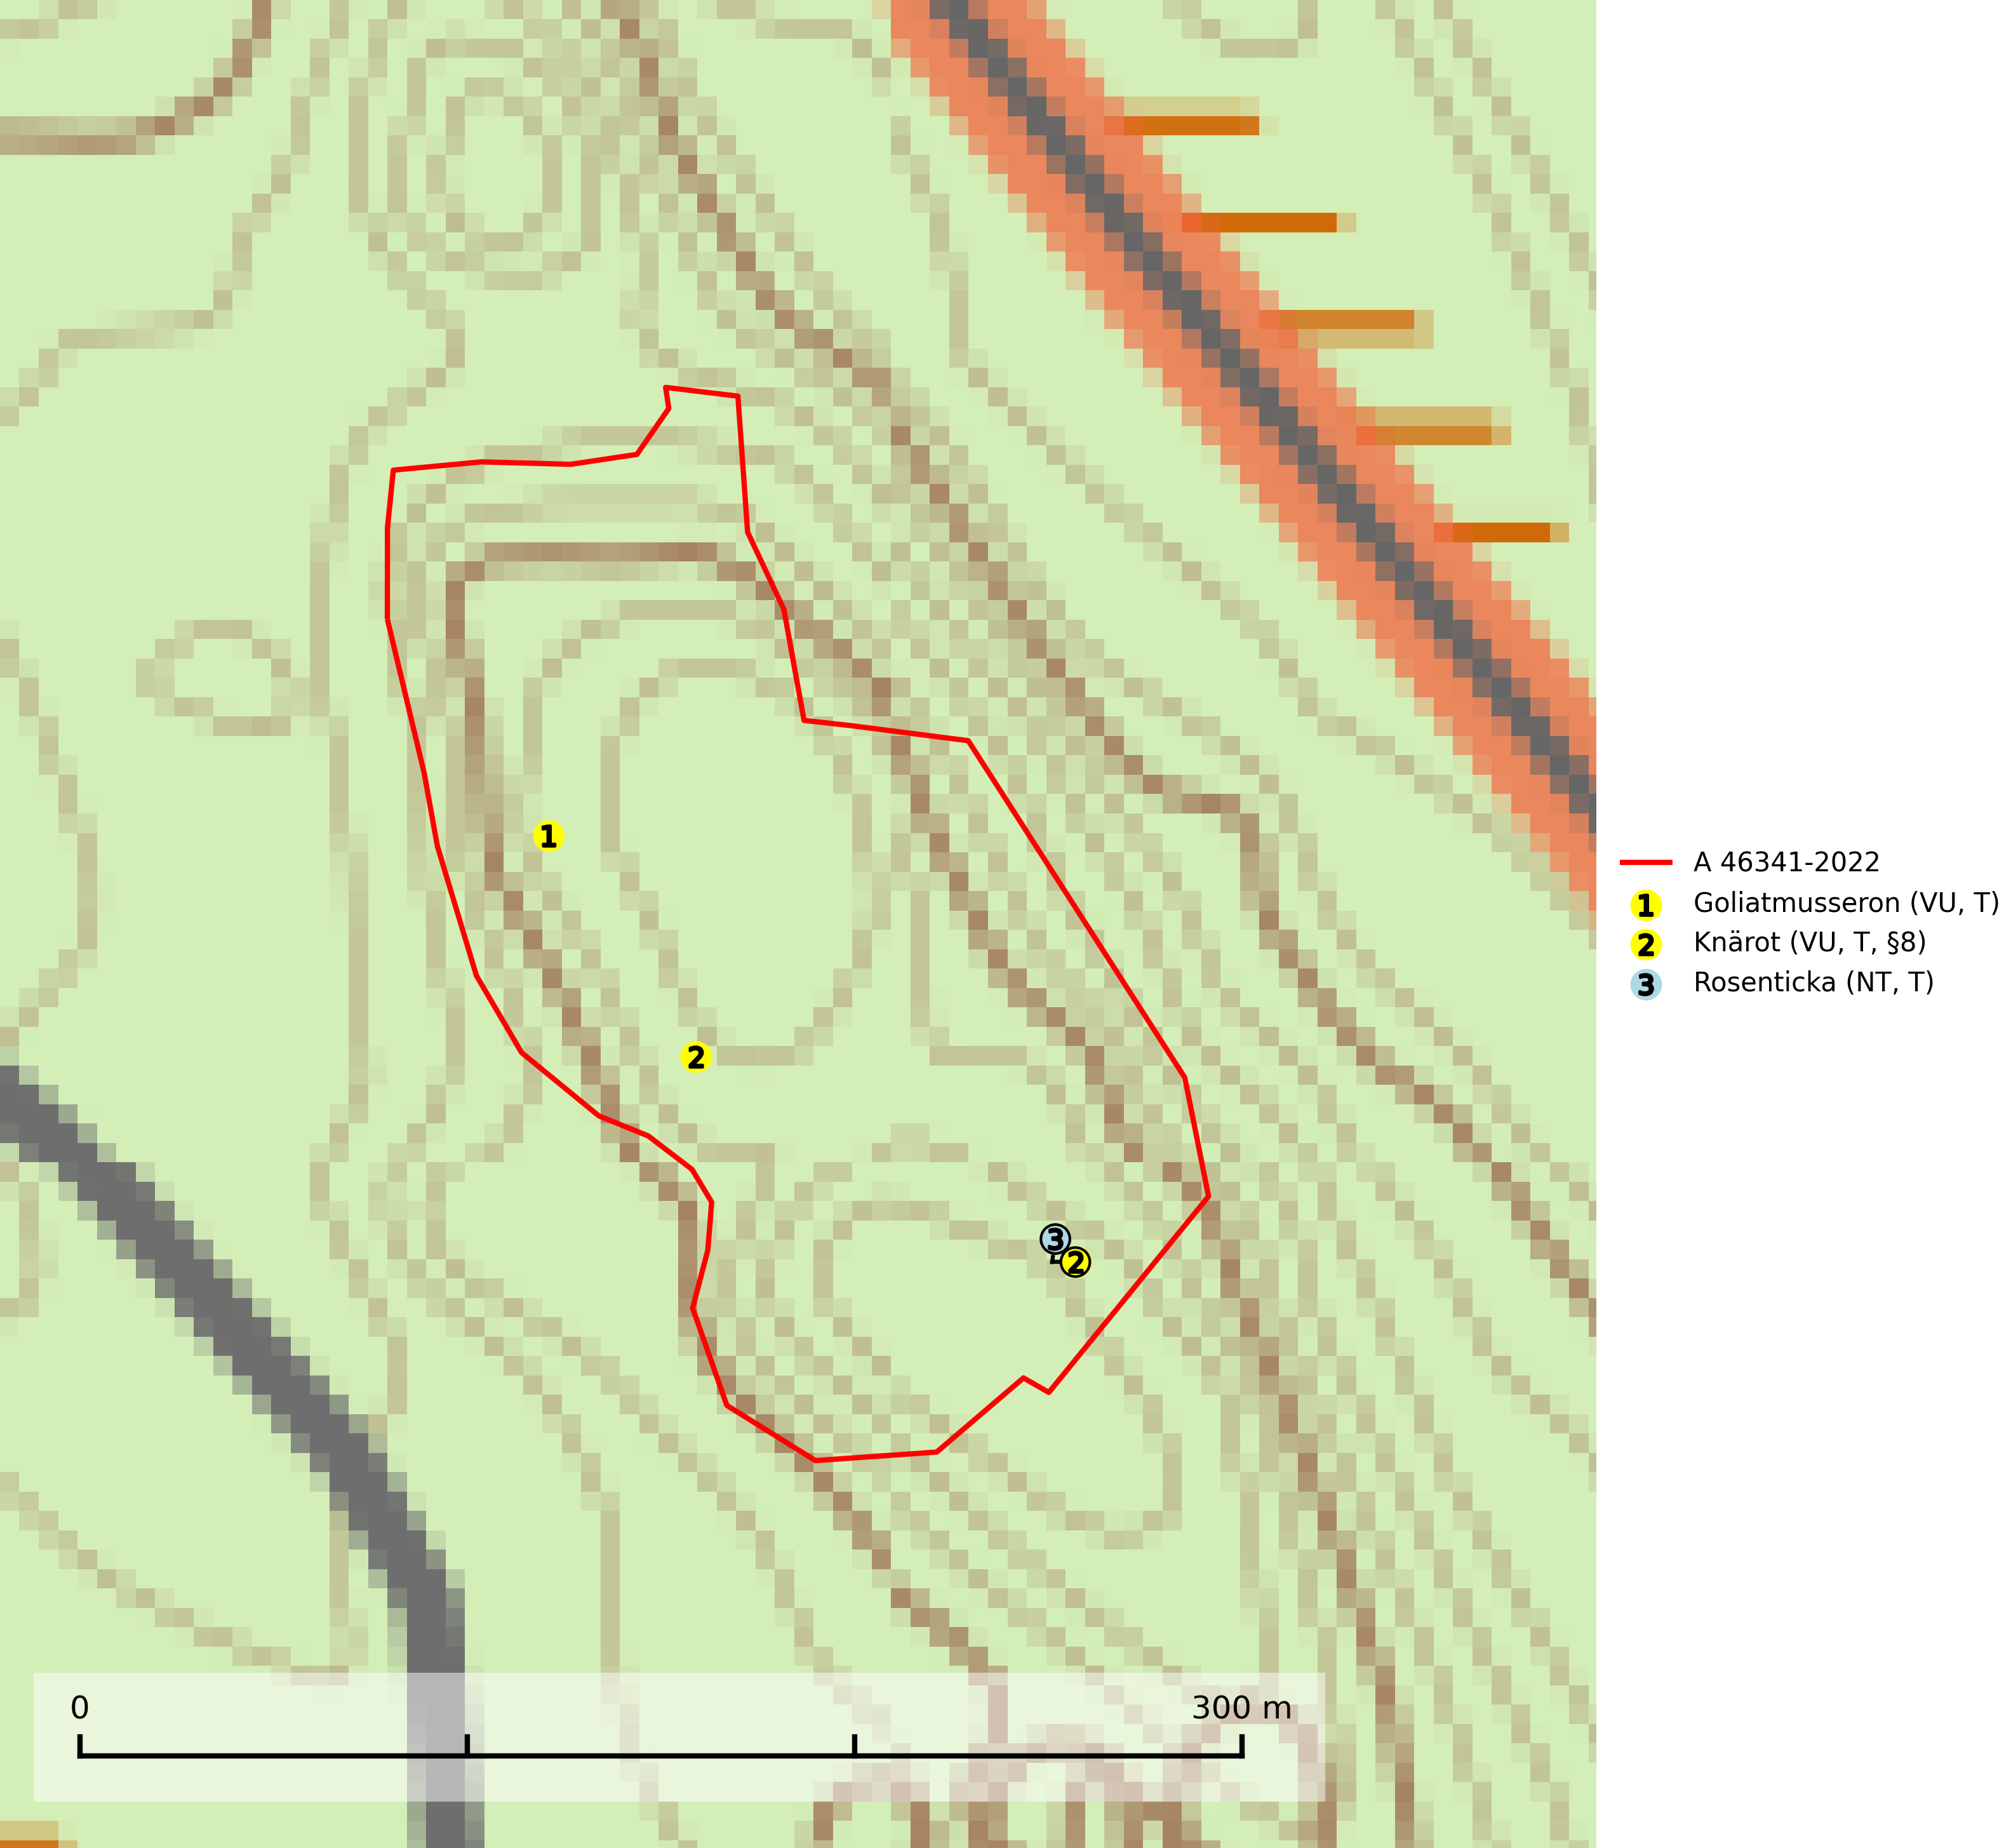 1
2
3
2
0 300 m
A 46341-2022
1 Goliatmusseron (VU, T)
2 Knärot (VU, T, §8)
3 Rosenticka (NT, T)